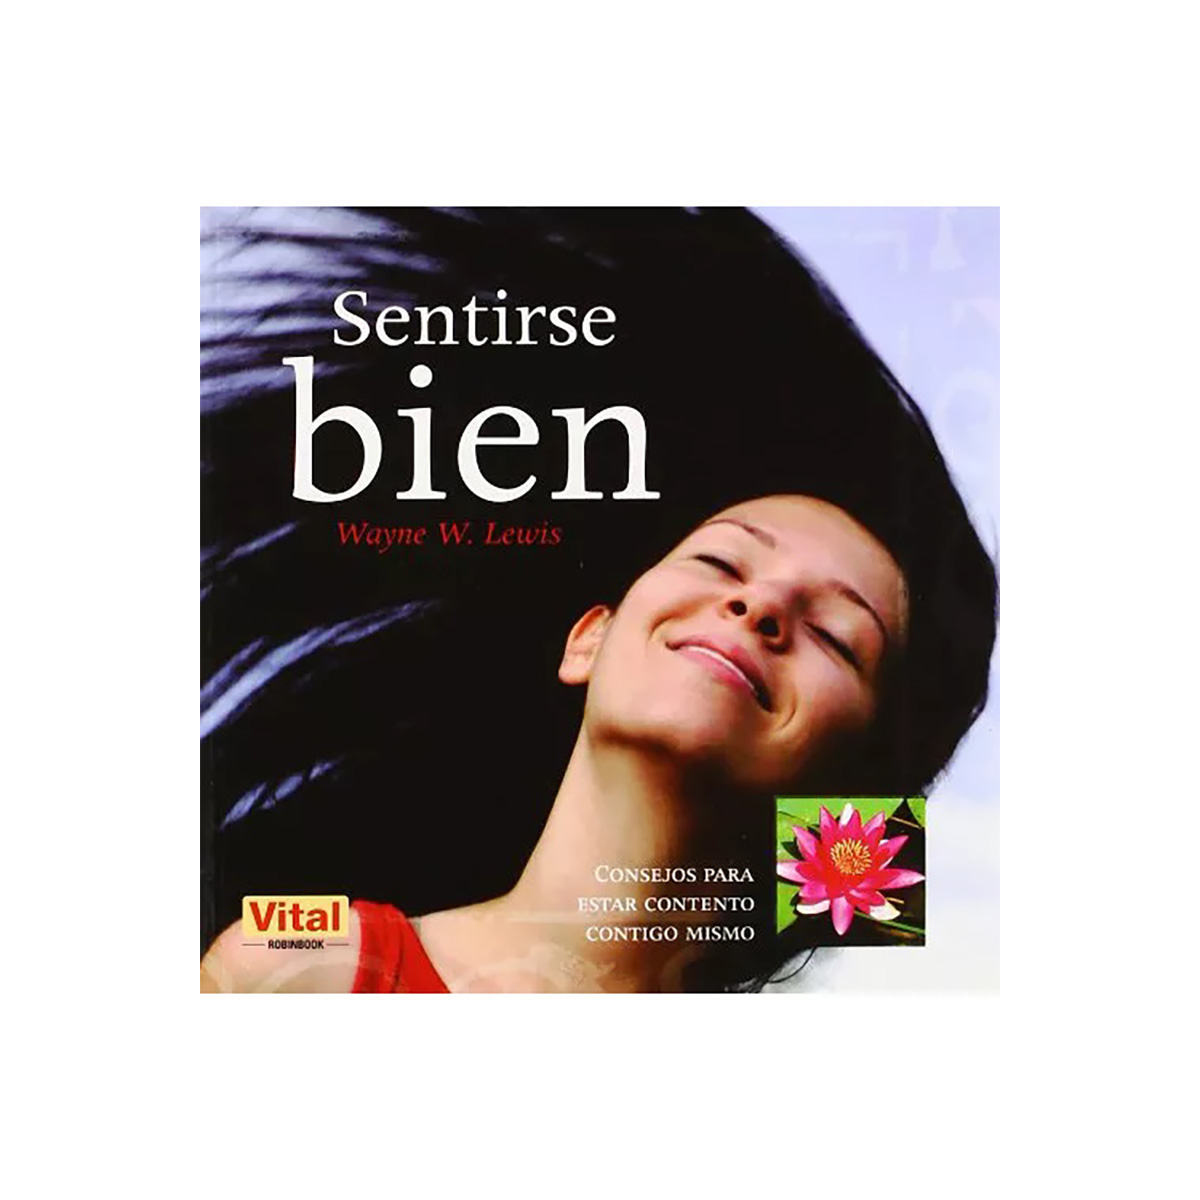 Sentirse
bien
Wayne W. Lewis
CONSEJOS PARA
ESTAR CONTENTO
CONTIGO MISMO
Vital
ROBINBOOK